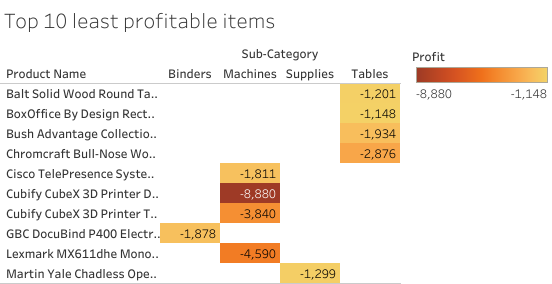 Top 10 least profitable items
Sub-Category
Profit
Product Name Binders Machines Supplies Tables
-8,880 -1,148
Balt Solid Wood Round Ta.. -1,201
BoxOffice By Design Rect.. -1,148
Bush Advantage Collectio.. -1,934
Chromcraft Bull-Nose Wo.. -2,876
Cisco TelePresence Syste.. -1,811
Cubify CubeX 3D Printer D.. -8,880
Cubify CubeX 3D Printer T.. -3,840
GBC DocuBind P400 Electr.. -1,878
Lexmark MX611dhe Mono.. -4,590
Martin Yale Chadless Ope.. -1,299